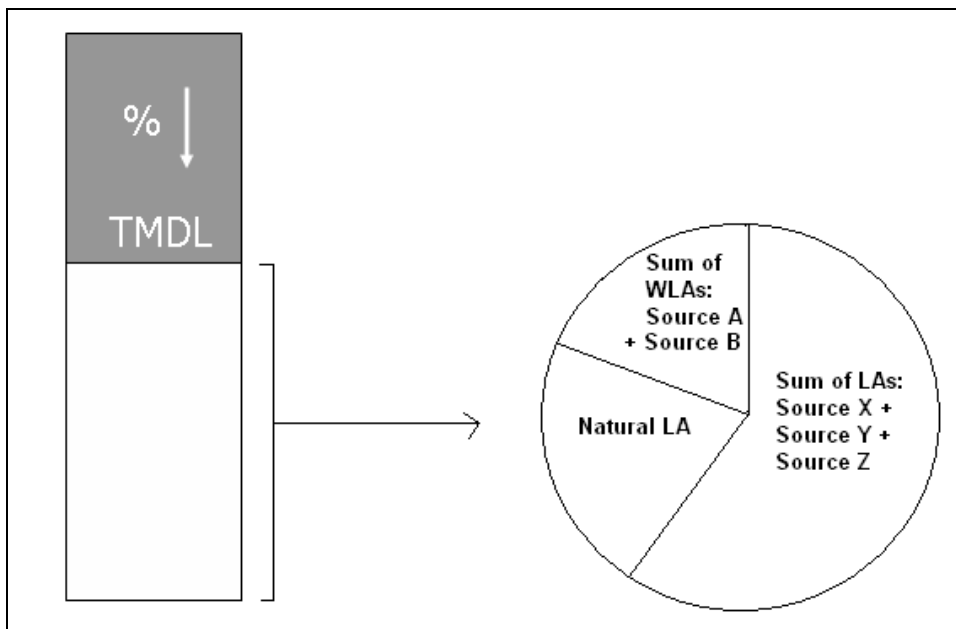 %
TMDL
Sum of
WLAs:
Source A
+ Source B
Natural LA
Sum of LAs:
Source X +
Source Y +
Source Z